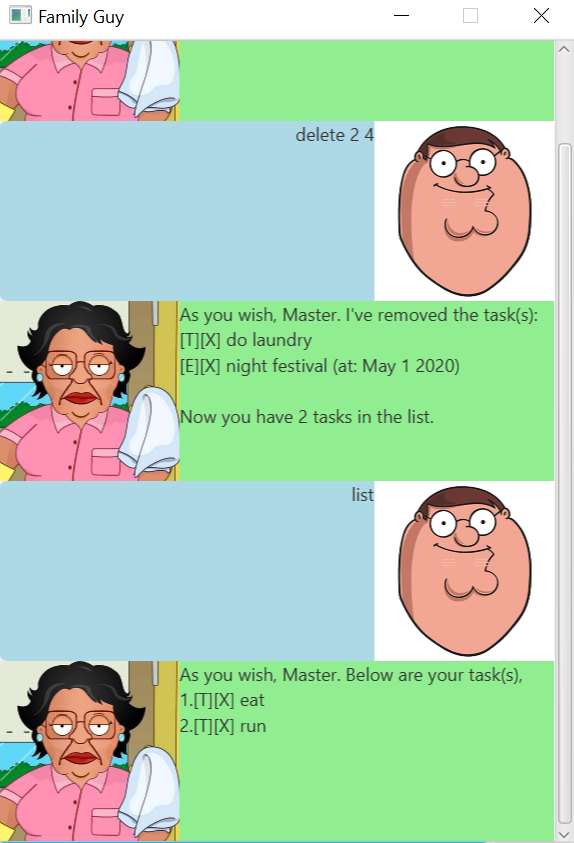 Family Guy
delete 2 4
As you wish, Master. I've removed the task(s):
[T][X] do laundry
[E][X] night festival (at: May 1 2020)
Now you have 2 tasks in the list.
list
As you wish, Master. Below are your task(s),
1.[T][X] eat
2.[T][X] run